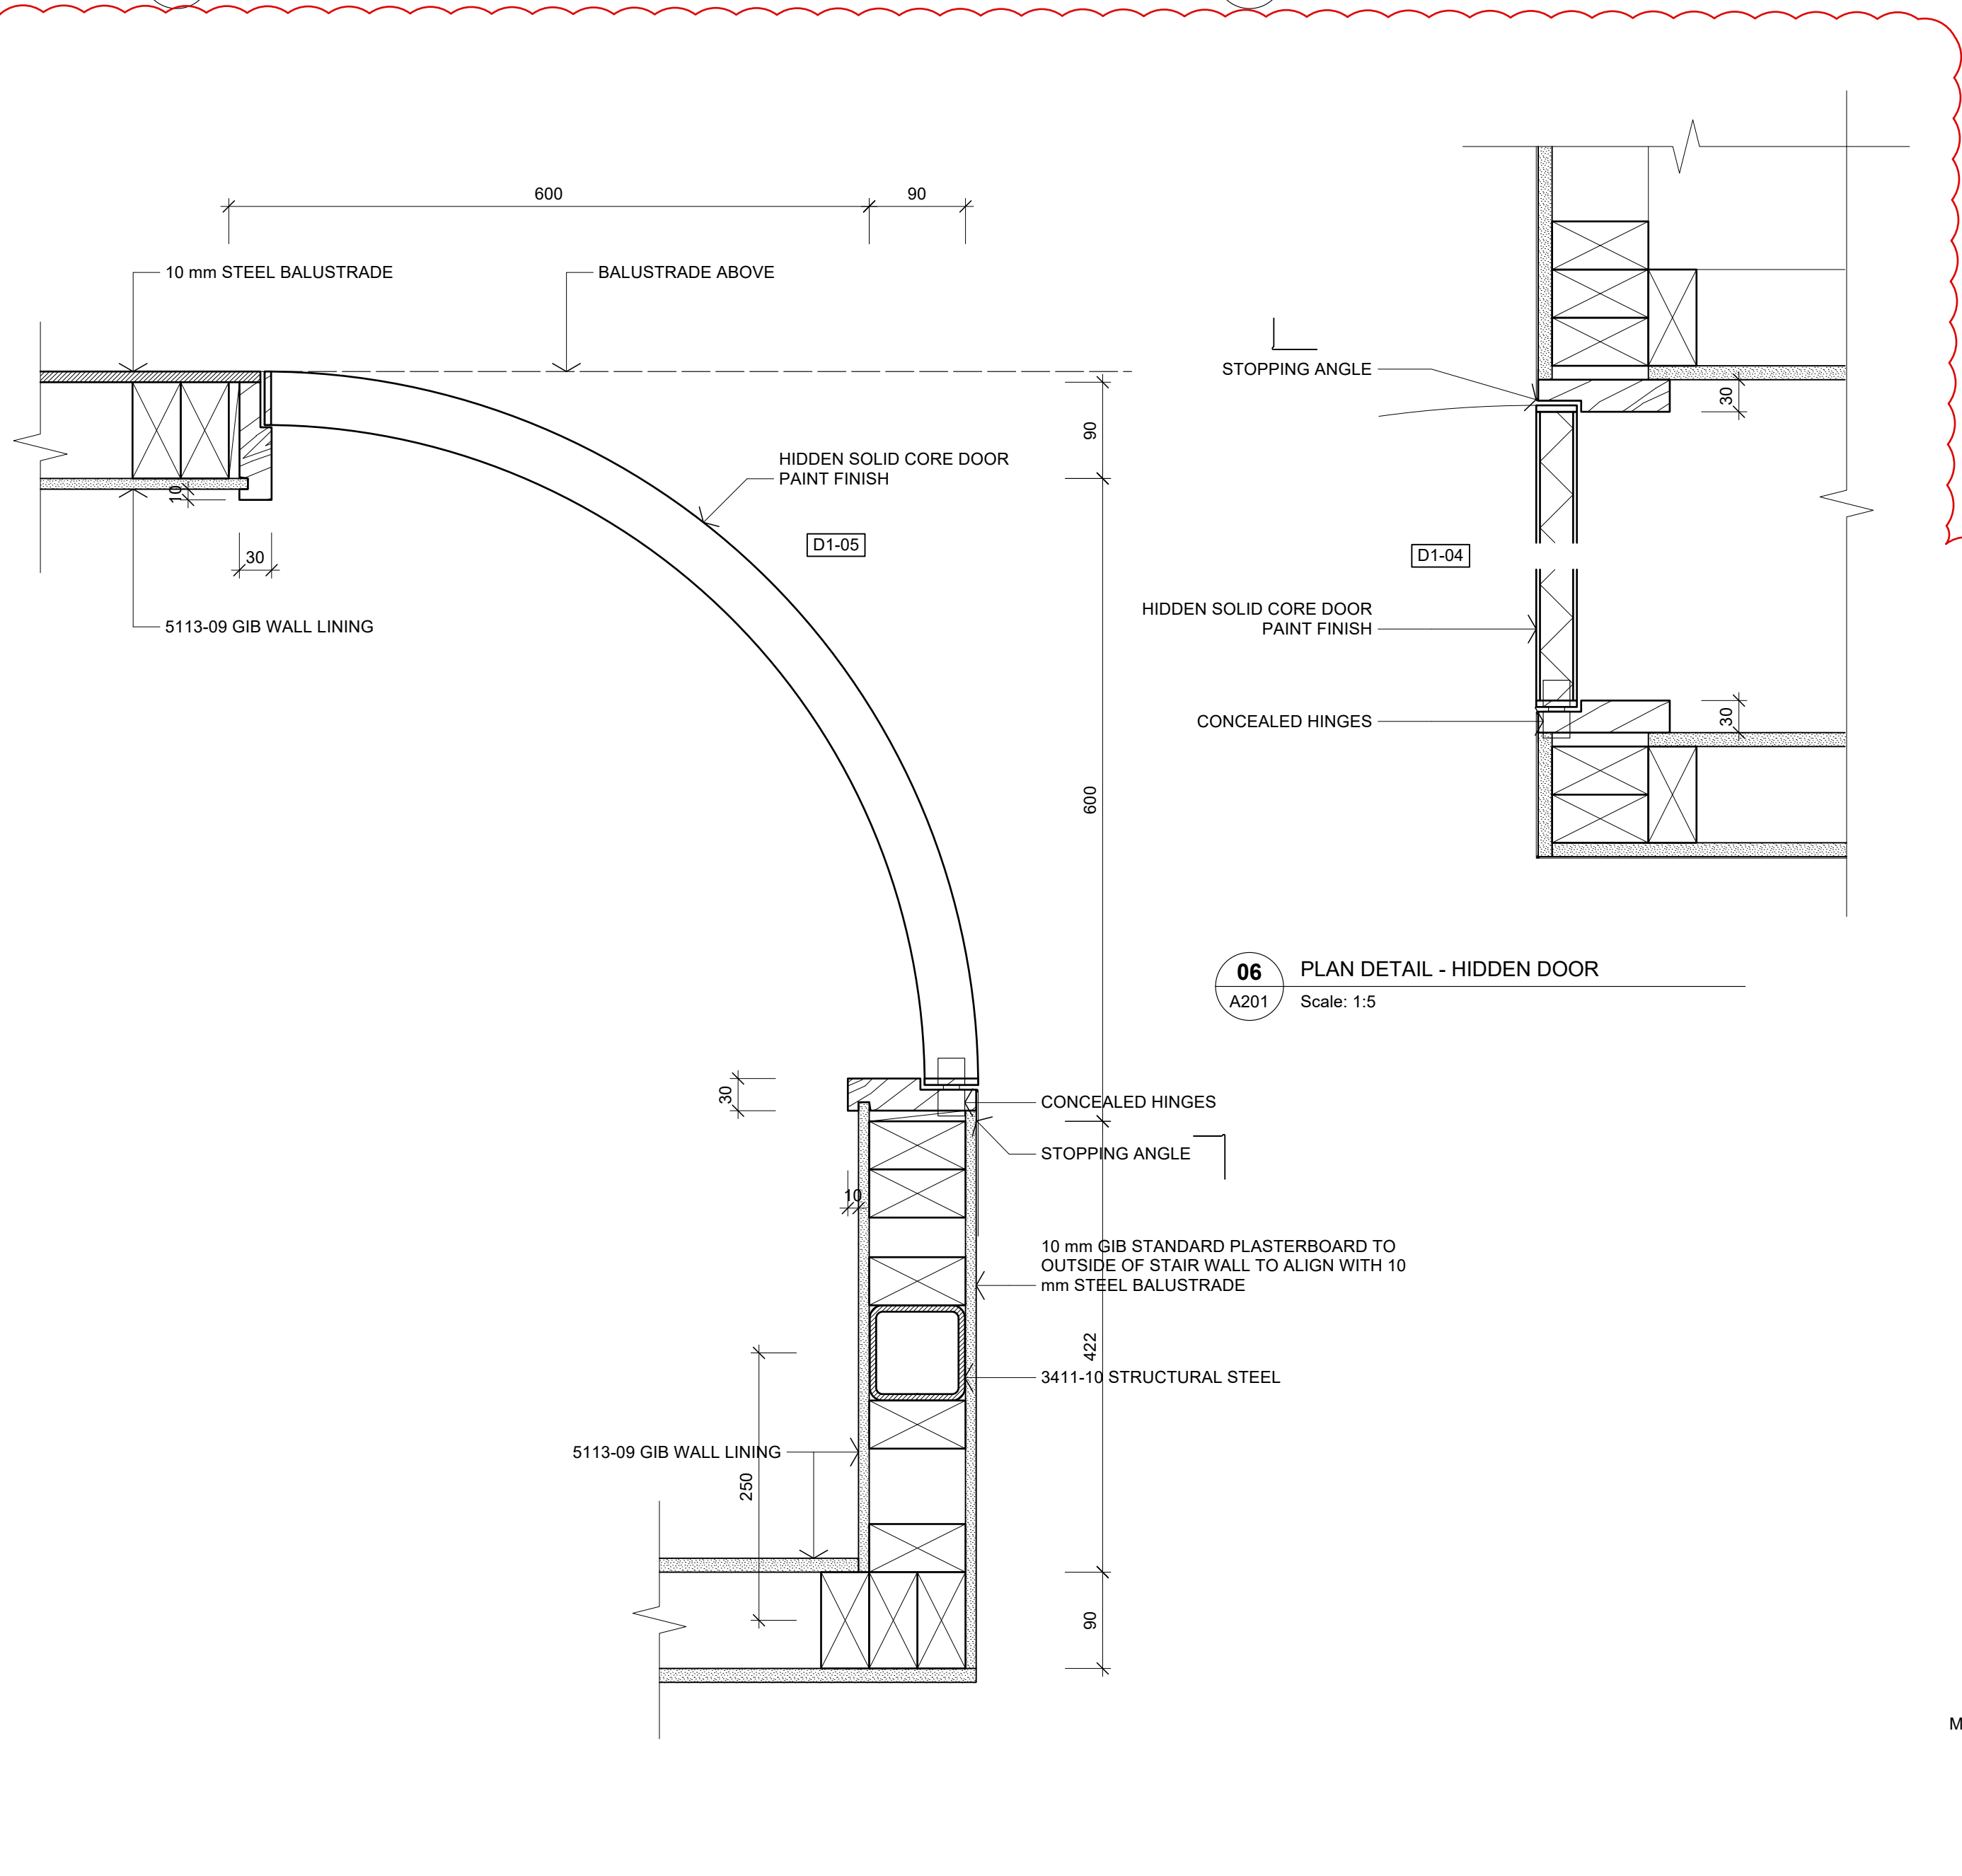 600
90
10 mm STEEL BALUSTRADE
BALUSTRADE ABOVE
STOPPING ANGLE
30
90
HIDDEN SOLID CORE DOOR
PAINT FINISH
10
D1-05
D1-04
30
5113-09 GIB WALL LINING
HIDDEN SOLID CORE DOOR
PAINT FINISH
CONCEALED HINGES
30
600
06
A201
PLAN DETAIL - HIDDEN DOOR
Scale: 1:5
30
CONCEALED HINGES
STOPPING ANGLE
10
10 mm GIB STANDARD PLASTERBOARD TO
OUTSIDE OF STAIR WALL TO ALIGN WITH 10
mm STEEL BALUSTRADE
422
3411-10 STRUCTURAL STEEL
5113-09 GIB WALL LINING
250
90
M